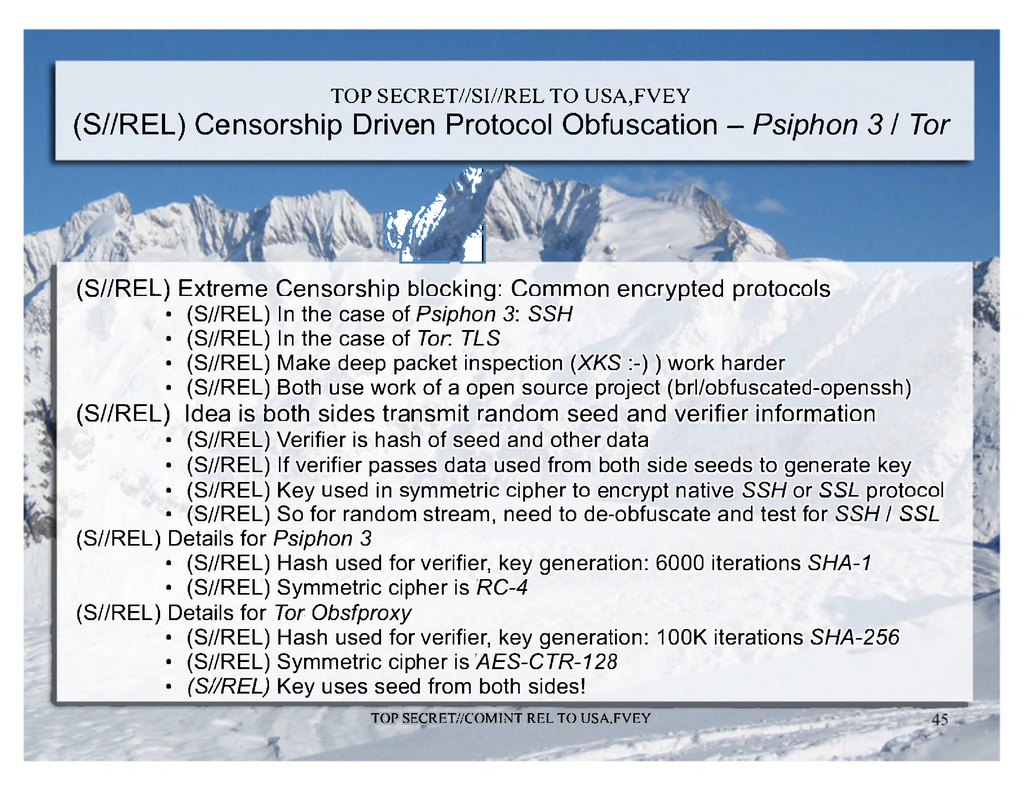 TOP SECRET//SI//REL TO USA,FVEY
(S//REL) Censorship Driven Protocol Obfuscation – Psiphon 3 / Tor
(S//REL) Extreme Censorship blocking: Common encrypted protocols
• (S//REL) In the case of Psiphon 3: SSH
• (S//REL) In the case of Tor: TLS
• (S//REL) Make deep packet inspection (XKS :-) ) work harder
• (S//REL) Both use work of a open source project (brl/obfuscated-openssh)
(S//REL) Idea is both sides transmit random seed and verifier information
• (S//REL) Verifier is hash of seed and other data
• (S//REL) If verifier passes data used from both side seeds to generate key
• (S//REL) Key used in symmetric cipher to encrypt native SSH or SSL protocol
• (S//REL) So for random stream, need to de-obfuscate and test for SSH / SSL
(S//REL) Details for Psiphon 3
• (S//REL) Hash used for verifier, key generation: 6000 iterations SHA-1
• (S//REL) Symmetric cipher is RC-4
(S//REL) Details for Tor Obsfproxy
• (S//REL) Hash used for verifier, key generation: 100K iterations SHA-256
• (S//REL) Symmetric cipher is AES-CTR-128
• (S//REL) Key uses seed from both sides!
TOP SECRET//COMINT REL TO USA,FVEY
45